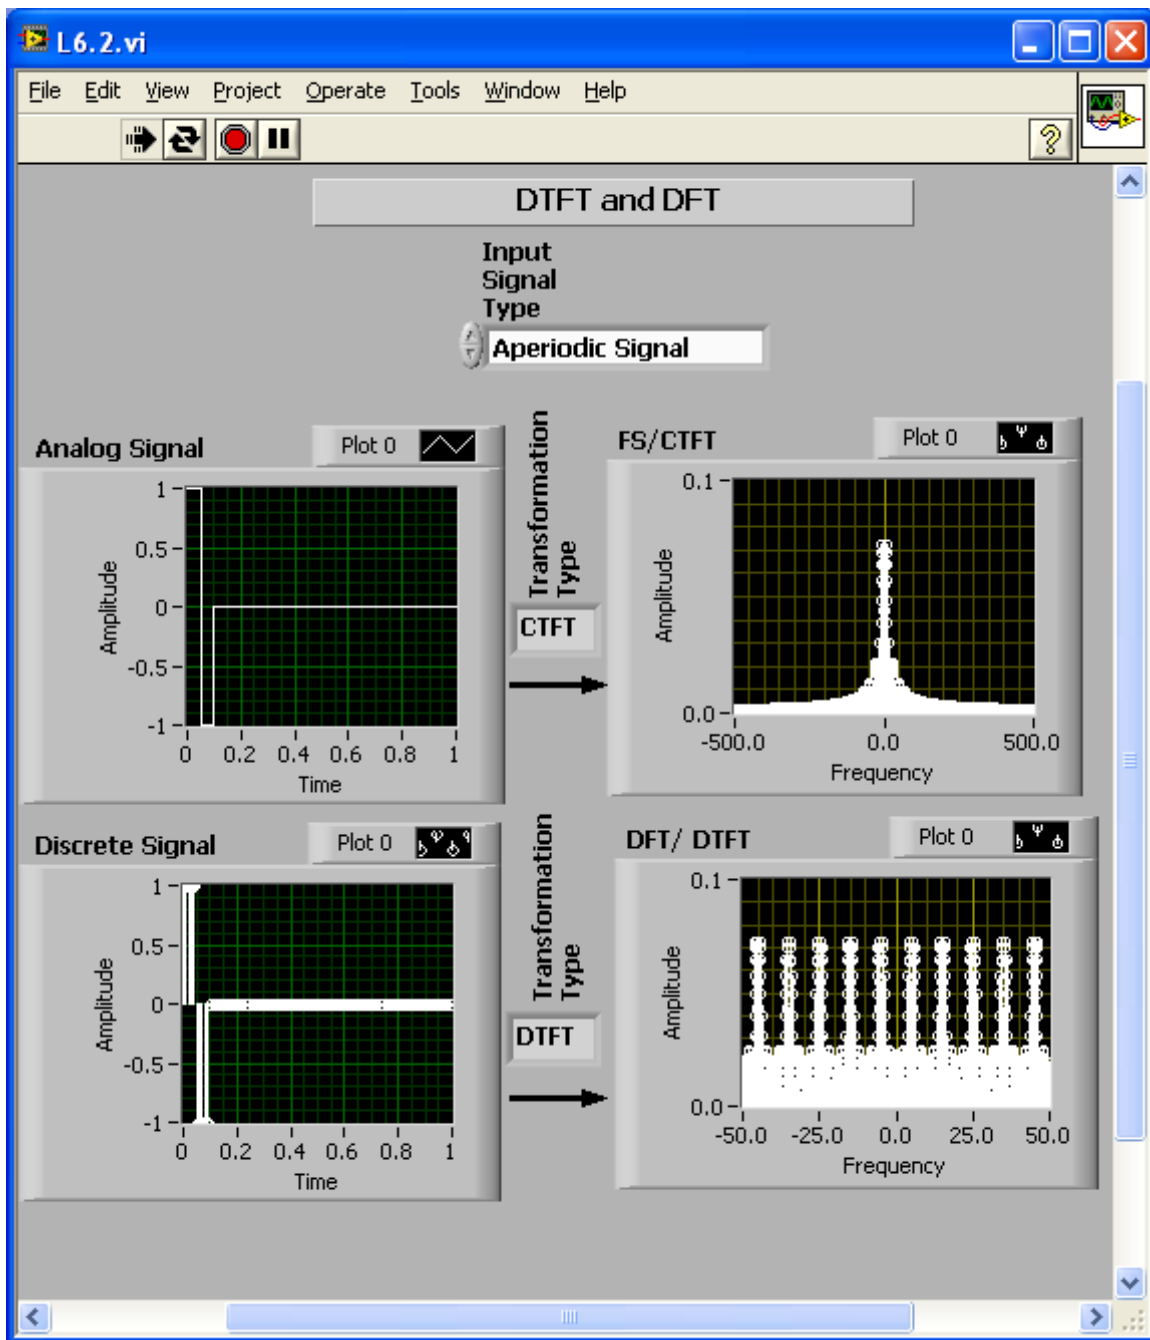 L6.2.vi
File Edit View Project Operate Tools Window Help
?
DTFT and DFT
Input
Signal
Type
Aperiodic Signal
Analog Signal
Plot 0
1
0.5
0
-0.5
-1
Amplitude
0 0.2 0.4 0.6 0.8 1
Time
Transformation
Type
CTFT
FS/CTFT
Plot 0
0.1
0.0
Amplitude
-500.0 0.0 500.0
Frequency
Discrete Signal
Plot 0
1
0.5
0
-0.5
-1
Amplitude
0 0.2 0.4 0.6 0.8 1
Time
Transformation
Type
DTFT
DFT/ DTFT
Plot 0
0.1
0.0
Amplitude
-50.0 -25.0 0.0 25.0 50.0
Frequency